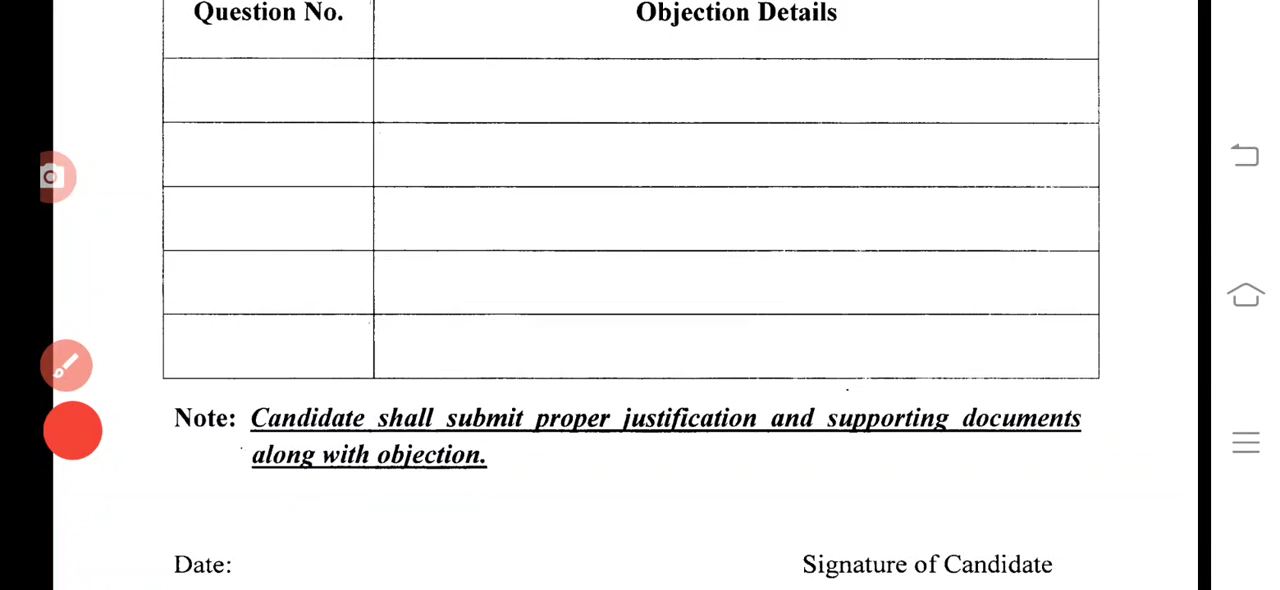 Question No. Objection Details
Note: Candidate shall submit proper justification and supporting documents
along with objection.
Date: Signature of Candidate